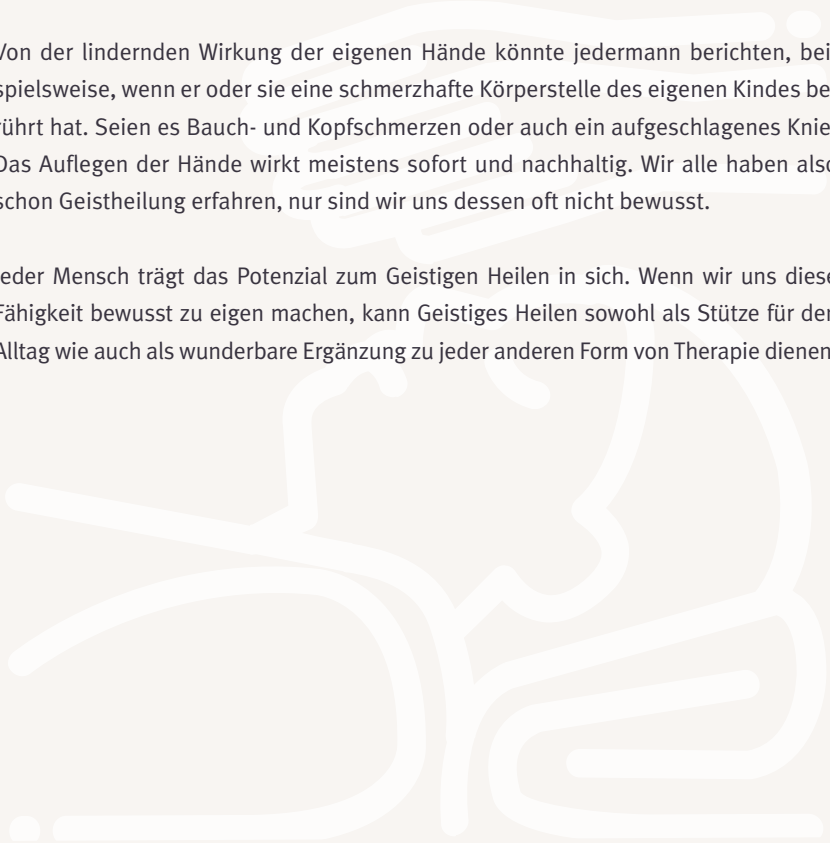 Von der lindernden Wirkung der eigenen Hände könnte jedermann berichten, bei
spielsweise, wenn er oder sie eine schmerzhafte Körperstelle des eigenen Kindes be
rührt hat. Seien es Bauch- und Kopfschmerzen oder auch ein aufgeschlagenes Knie
Das Auflegen der Hände wirkt meistens sofort und nachhaltig. Wir alle haben also
schon Geistheilung erfahren, nur sind wir uns dessen oft nicht bewusst.
Jeder Mensch trägt das Potenzial zum Geistigen Heilen in sich. Wenn wir uns diese
Fähigkeit bewusst zu eigen machen, kann Geistiges Heilen sowohl als Stütze für den
Alltag wie auch als wunderbare Ergänzung zu jeder anderen Form von Therapie dienen